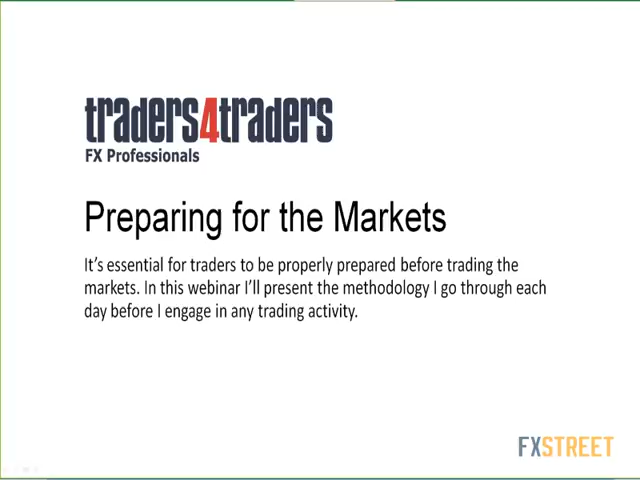 traders4traders
FX Professionals
Preparing for the Markets
It's essential for traders to be properly prepared before trading the
markets. In this webinar I'll present the methodology I go through each
day before I engage in any trading activity.
FXSTREET